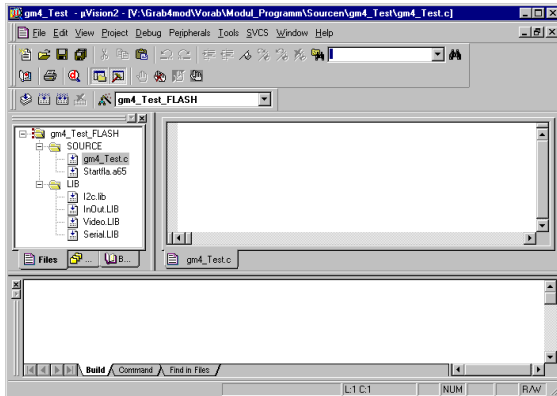 gm4_Test - µVision2 - [V:\Grab4mod\Vorab\Modul_Programm\Sourcen\gm4_Test\gm4_Test.c]
File Edit View Project Debug Peripherals Tools SVCS Window Help
gm4_Test_FLASH
gm4_Test_FLASH
SOURCE
gm4_Test.c
Startfla.a65
LIB
I2c.lib
InOut.LIB
Video.LIB
Serial.LIB
Files ... B...
gm4_Test.c
Build Command Find in Files
L:1 C:1 NUM R/W